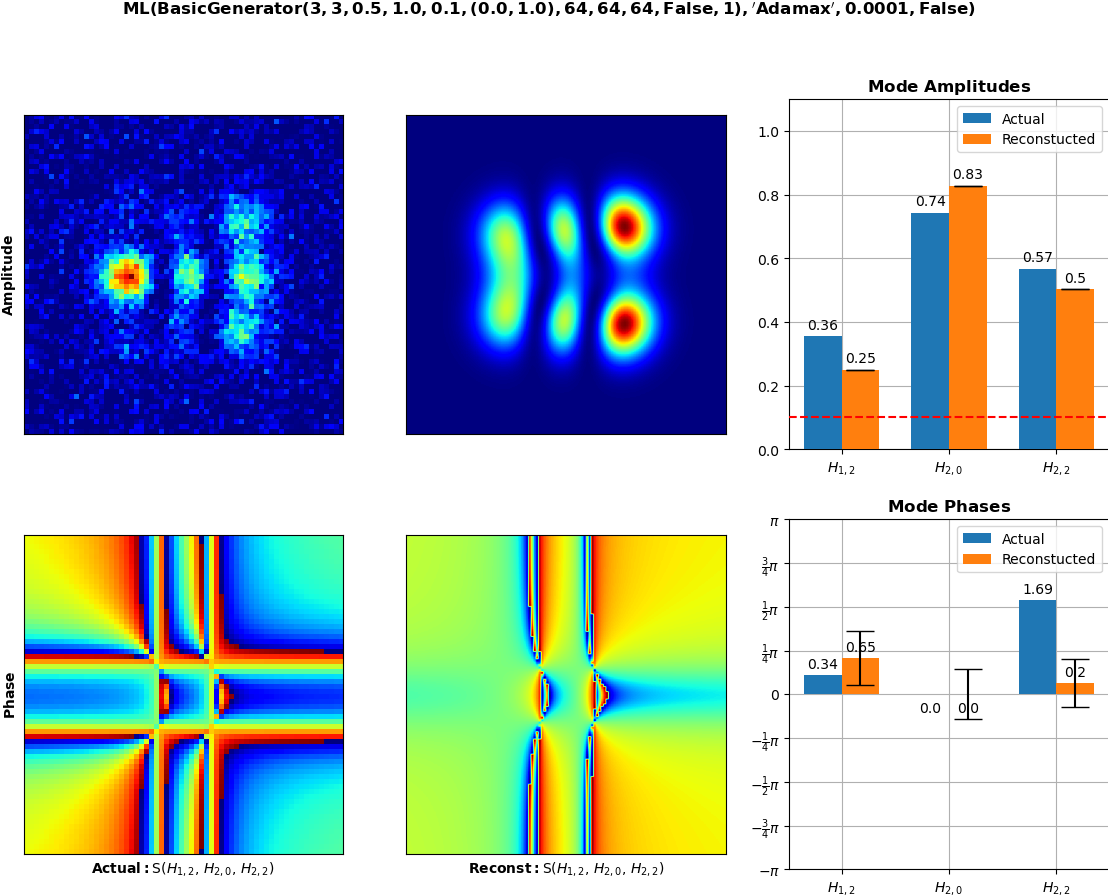 ML(BasicGenerator(3, 3, 0.5, 1.0, 0.1, (0.0, 1.0), 64, 64, 64, False, 1), 'Adamax', 0.0001, False)
Amplitude
Mode Amplitudes
Actual
Reconstucted
1.0
0.8
0.6
0.4
0.2
0.0
0.36
0.25
0.74
0.83
0.57
0.5
H1,2
H2,0
H2,2
Phase
Actual: S(H1,2, H2,0, H2,2)
Reconst: S(H1,2, H2,0, H2,2)
Mode Phases
Actual
Reconstucted
π
3/4π
1/2π
1/4π
0
−1/4π
−1/2π
−3/4π
−π
0.34
0.65
0.0
0.0
1.69
0.2
H1,2
H2,0
H2,2